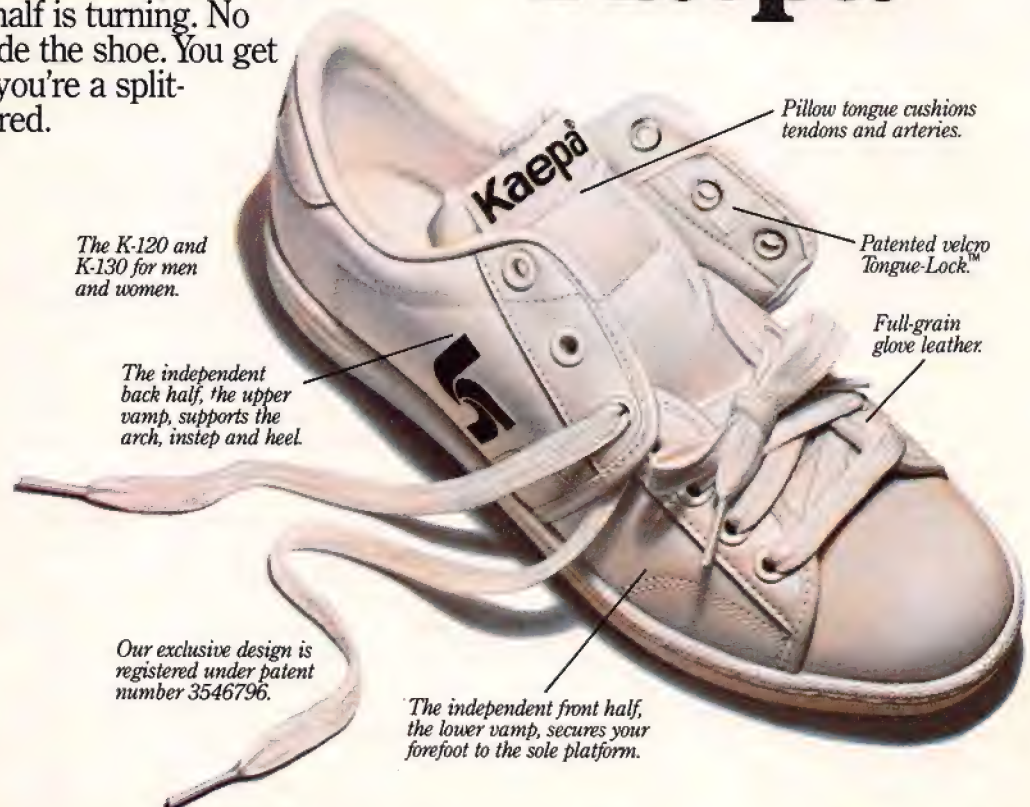 half is turning. No
de the shoe. You get
you're a split-
red.
Kaepa®
Pillow tongue cushions
tendons and arteries.
The K-120 and
K-130 for men
and women.
Patented velcro
Tongue-Lock.™
Full-grain
glove leather.
The independent
back half, the upper
vamp, supports the
arch, instep and heel.
Our exclusive design is
registered under patent
number 3546796.
The independent front half,
the lower vamp, secures your
forefoot to the sole platform.